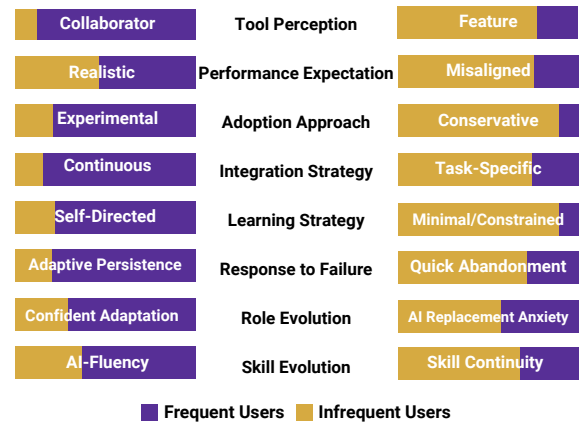 Collaborator Tool Perception Feature
Realistic Performance Expectation Misaligned
Experimental Adoption Approach Conservative
Continuous Integration Strategy Task-Specific
Self-Directed Learning Strategy Minimal/Constrained
Adaptive Persistence Response to Failure Quick Abandonment
Confident Adaptation Role Evolution AI Replacement Anxiety
AI-Fluency Skill Evolution Skill Continuity
Frequent Users Infrequent Users